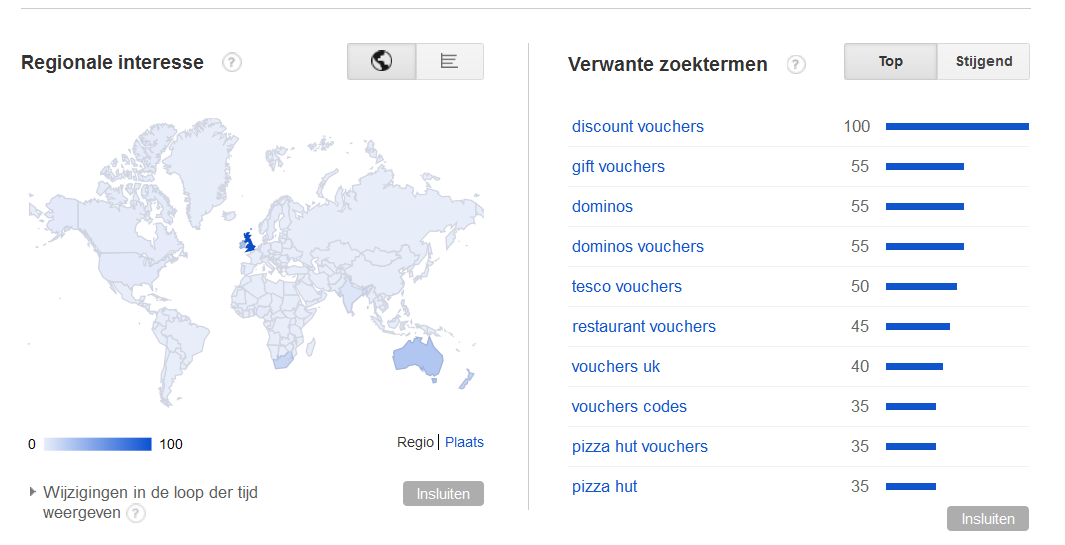 Regionale interesse ?
0 100
Regio | Plaats
Wijzigingen in de loop der tijd
weergeven ?
Insluiten
Verwante zoektermen ?
Top Stijgend
discount vouchers 100
gift vouchers 55
dominos 55
dominos vouchers 55
tesco vouchers 50
restaurant vouchers 45
vouchers uk 40
vouchers codes 35
pizza hut vouchers 35
pizza hut 35
Insluiten